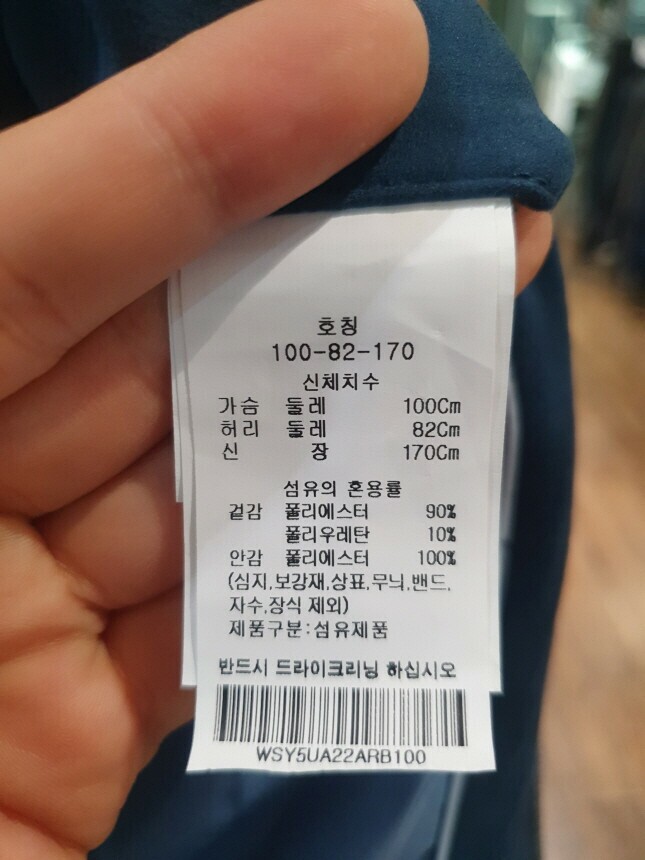 호칭
100-82-170
신체치수
가슴 둘레 100Cm
허리 둘레 82Cm
신 장 170Cm
섬유의 혼용률
겉감 폴리에스터 90%
폴리우레탄 10%
안감 폴리에스터 100%
(심지,보강재,상표,무늬,밴드,
자수,장식 제외)
제품구분:섬유제품
반드시 드라이크리닝 하십시오
WSY5UA22ARB100